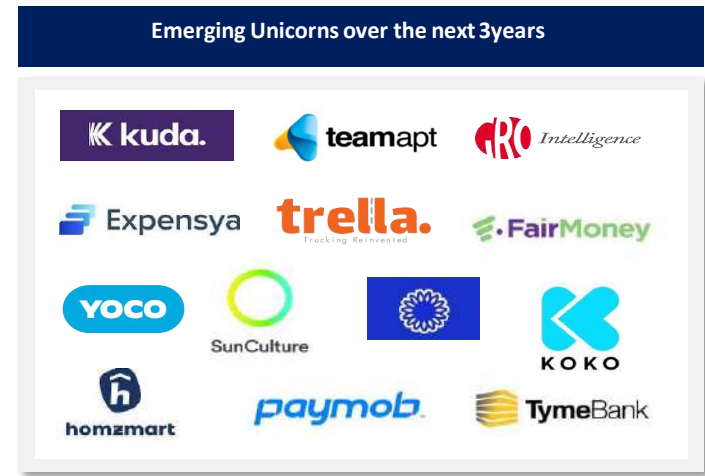 Emerging Unicorns over the next 3years
kuda.
teamapt
GRO Intelligence
Expensya
trella.
Trucking Reinvented
FairMoney
YOCO
SunCulture
KOKO
homzmart
paymob
TymeBank